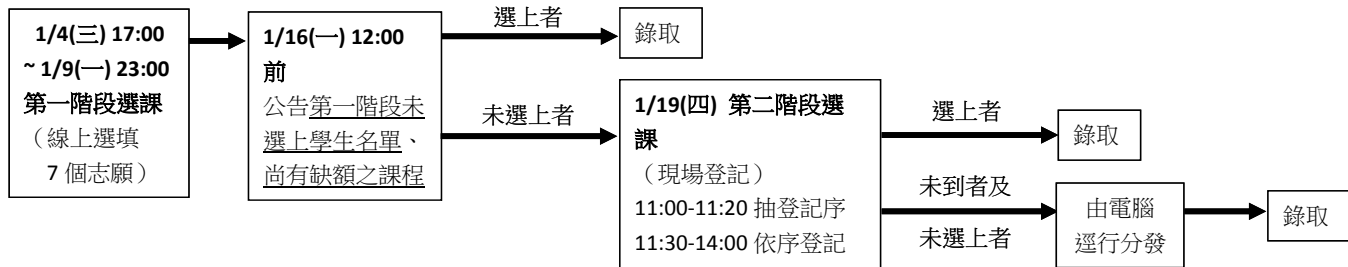 1/4(三) 17:00
~ 1/9(一) 23:00
第一階段選課
（線上選填
7 個志願）
1/16(一) 12:00
前
公告第一階段未
選上學生名單、
尚有缺額之課程
選上者
錄取
未選上者
1/19(四) 第二階段選
課
（現場登記）
11:00-11:20 抽登記序
11:30-14:00 依序登記
選上者
錄取
未到者及
未選上者
由電腦
逕行分發
錄取